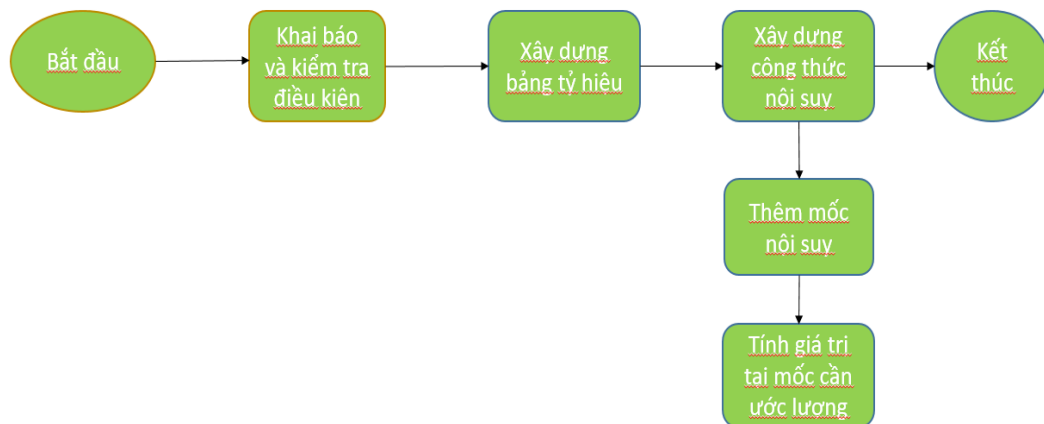 Bắt đầu
Khai báo
và kiểm tra
điều kiện
Xây dựng
bảng tỷ hiệu
Xây dựng
công thức
nội suy
Kết
thúc
Thêm mốc
nội suy
Tính giá trị
tại mốc cần
ước lượng